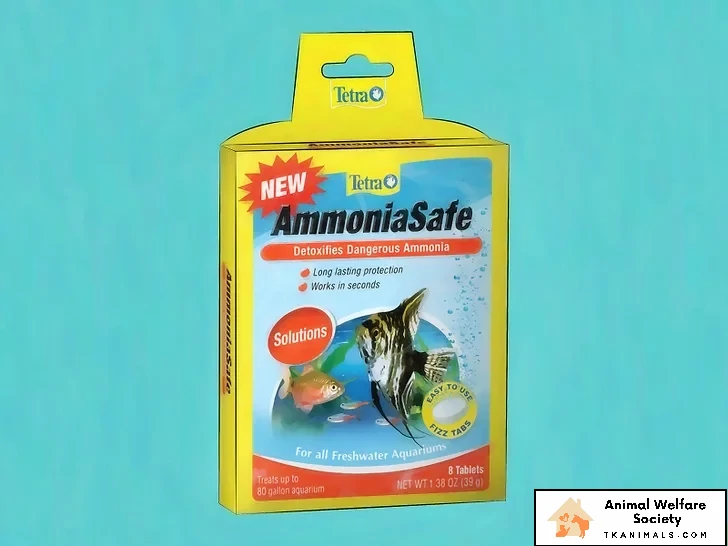 Tetra
AmmoniaSafe
NEW
Tetra
AmmoniaSafe
Detoxifies Dangerous Ammonia
Long lasting protection
Works in seconds
Solutions
AmmoniaSafe
EASY TO USE
FIZZ TABS
For all Freshwater Aquariums
Treats up to
80 gallon aquarium
8 Tablets
NET WT 1.38 OZ (39 g)
Animal Welfare
Society
TKANIMALS.COM